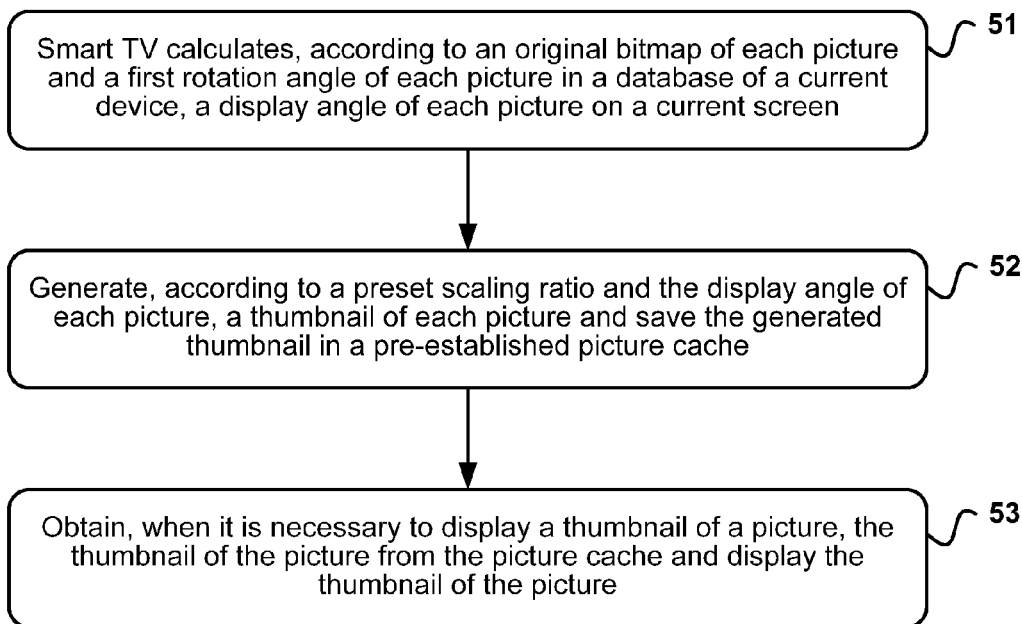 51
Smart TV calculates, according to an original bitmap of each picture
and a first rotation angle of each picture in a database of a current
device, a display angle of each picture on a current screen
52
Generate, according to a preset scaling ratio and the display angle of
each picture, a thumbnail of each picture and save the generated
thumbnail in a pre-established picture cache
53
Obtain, when it is necessary to display a thumbnail of a picture, the
thumbnail of the picture from the picture cache and display the
thumbnail of the picture